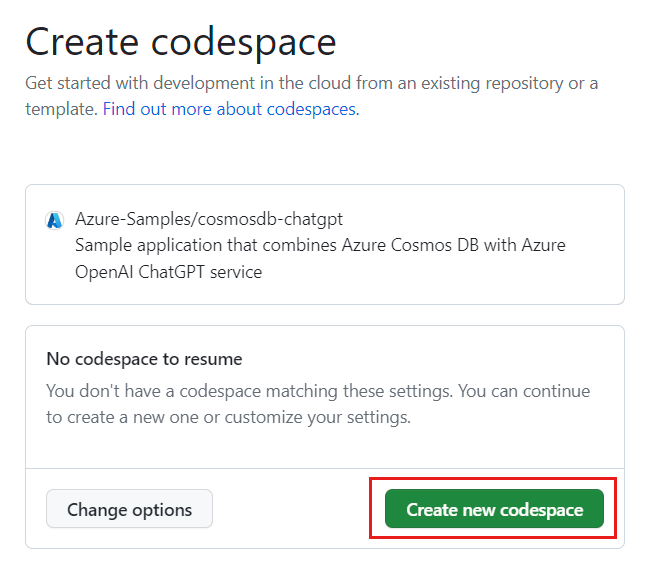 Create codespace
Get started with development in the cloud from an existing repository or a
template. Find out more about codespaces.
Azure-Samples/cosmosdb-chatgpt
Sample application that combines Azure Cosmos DB with Azure
OpenAI ChatGPT service
No codespace to resume
You don't have a codespace matching these settings. You can continue
to create a new one or customize your settings.
Change options
Create new codespace